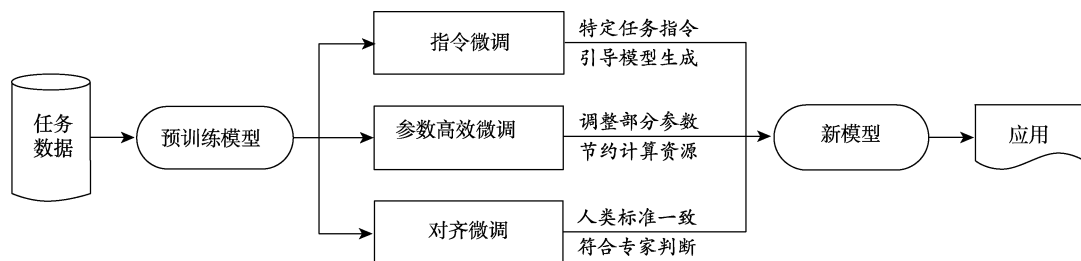 任务
数据
预训练模型
指令微调
特定任务指令
引导模型生成
参数高效微调
调整部分参数
节约计算资源
对齐微调
人类标准一致
符合专家判断
新模型
应用